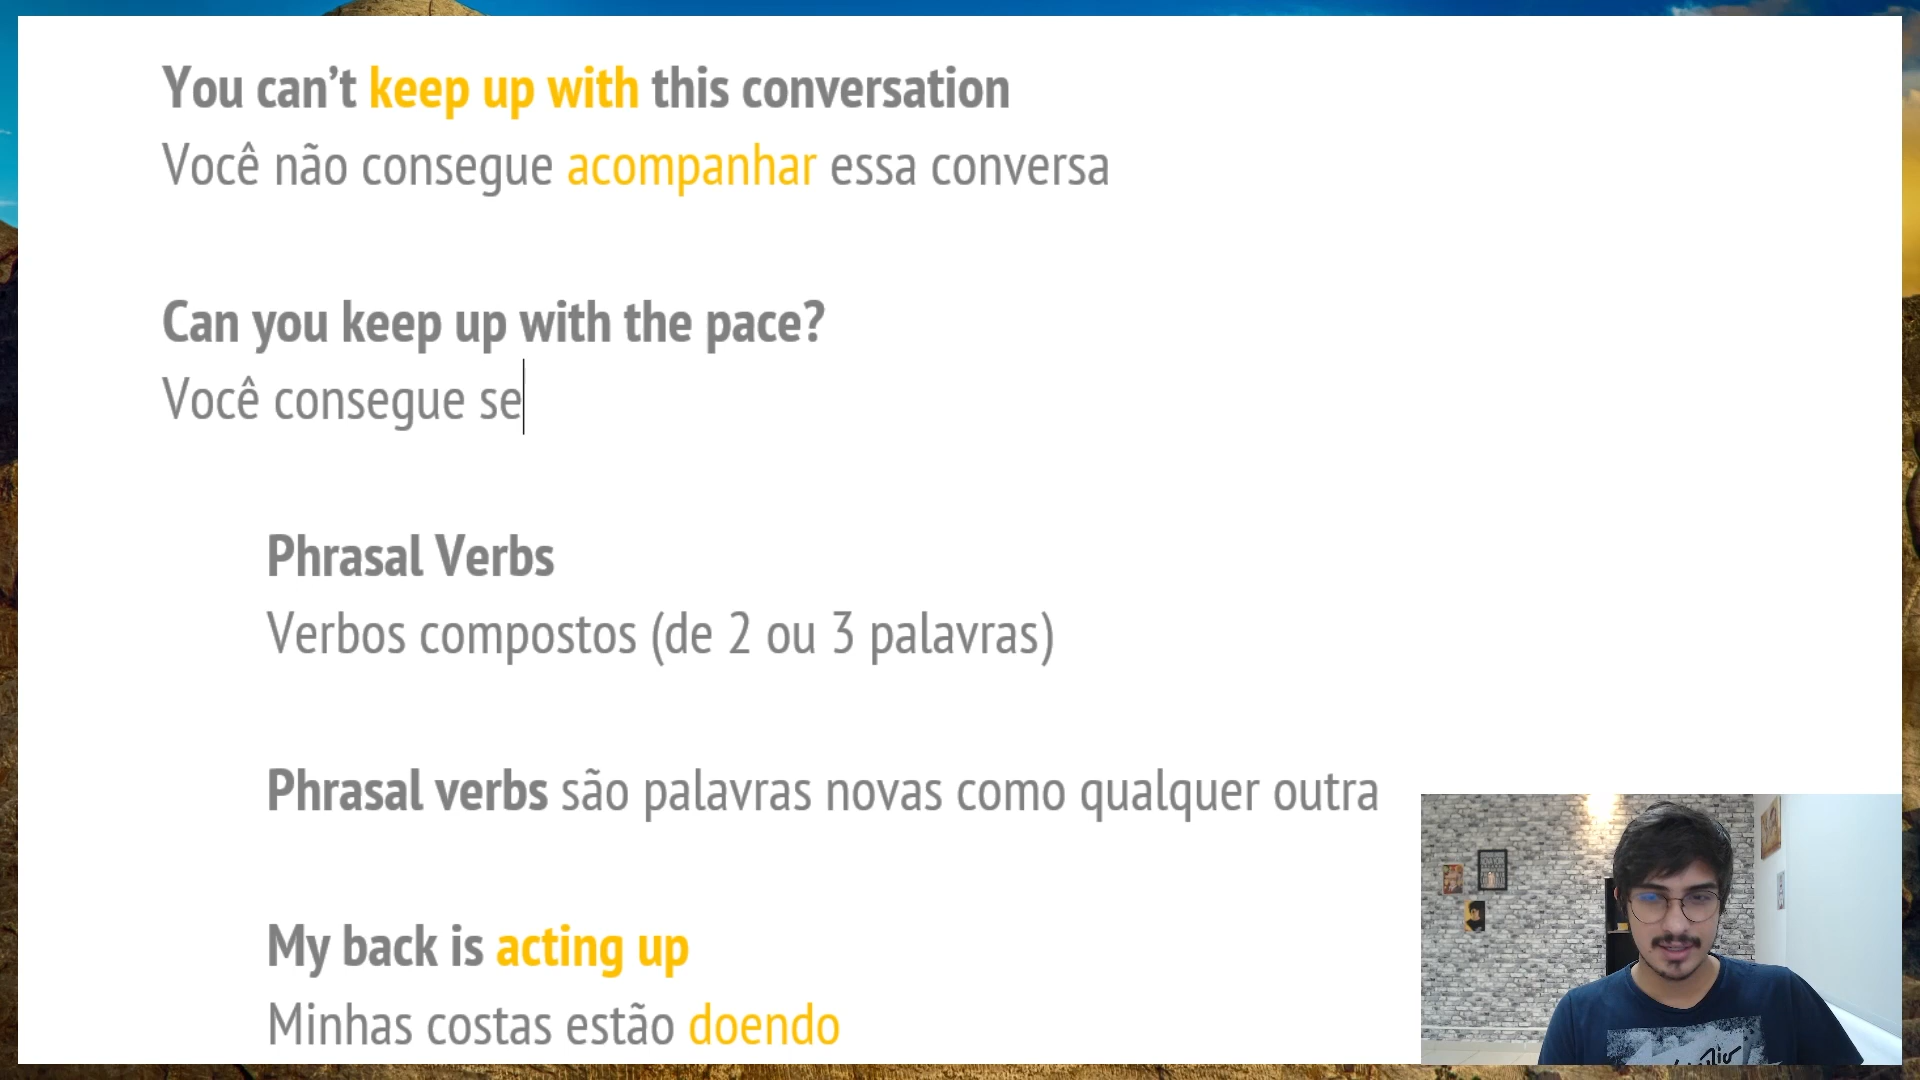 You can’t keep up with this conversation
Você não consegue acompanhar essa conversa
Can you keep up with the pace?
Você consegue se
Phrasal Verbs
Verbos compostos (de 2 ou 3 palavras)
Phrasal verbs são palavras novas como qualquer outra
My back is acting up
Minhas costas estão doendo